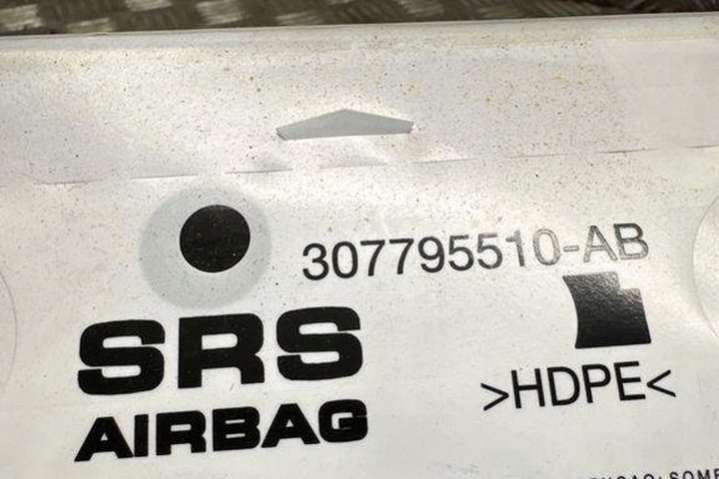 307795510-AB
SRS
AIRBAG
>HDPE<